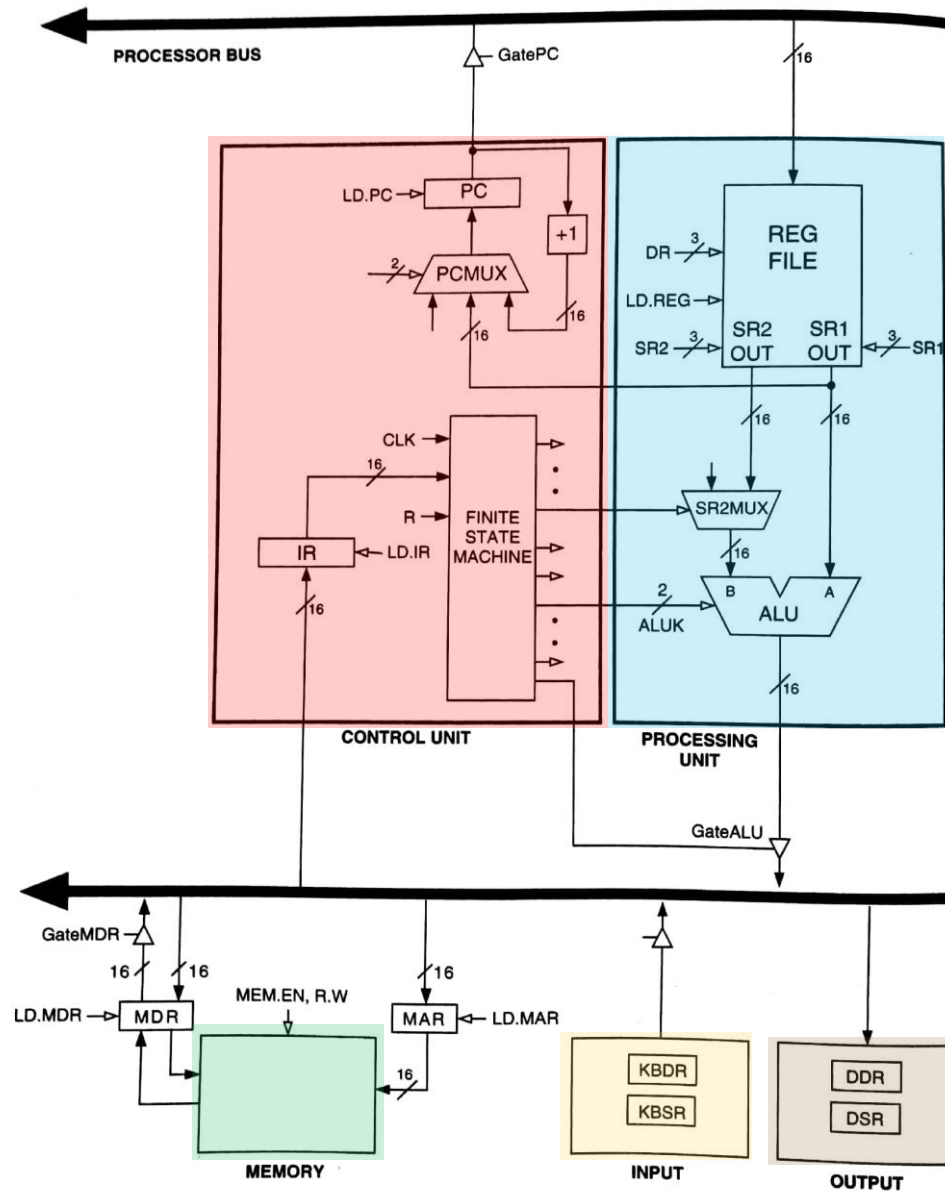 PROCESSOR BUS
GatePC
16
LD.PC
PC
+1
2
PCMUX
16
16
REG
FILE
DR
3
LD.REG
SR2
3
SR2
OUT
SR1
OUT
3
SR1
16
16
CLK
16
R
FINITE
STATE
MACHINE
IR
LD.IR
16
SR2MUX
16
B
A
ALU
2
ALUK
16
CONTROL UNIT
PROCESSING
UNIT
GateALU
GateMDR
16
16
16
LD.MDR
MDR
MEM.EN, R.W
MAR
LD.MAR
16
KBDR
KBSR
DDR
DSR
MEMORY
INPUT
OUTPUT